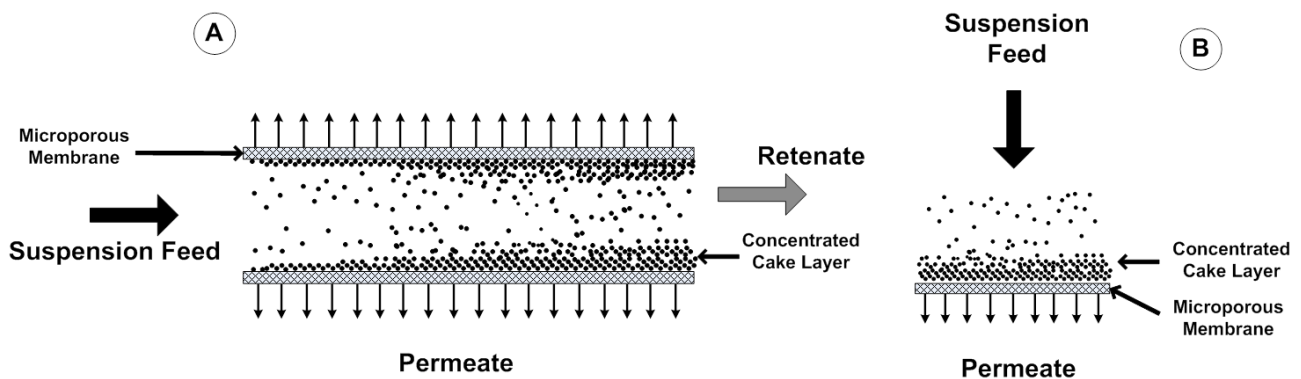 A
Microporous
Membrane
Suspension Feed
Retenate
Concentrated
Cake Layer
Permeate
Suspension
Feed
B
Concentrated
Cake Layer
Microporous
Membrane
Permeate